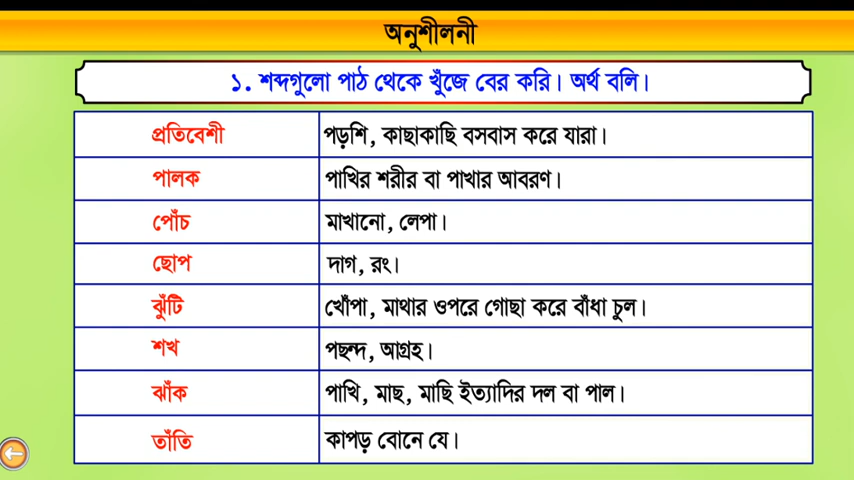 অনুশীলনী
১. শব্দগুলো পাঠ থেকে খুঁজে বের করি। অর্থ বলি।
প্রতিবেশী পড়শি, কাছাকাছি বসবাস করে যারা।
পালক পাখির শরীর বা পাখার আবরণ।
পোঁচ মাখানো, লেপা।
ছোপ দাগ, রং।
ঝুঁটি খোঁপা, মাথার ওপরে গোছা করে বাঁধা চুল।
শখ পছন্দ, আগ্রহ।
ঝাঁক পাখি, মাছ, মাছি ইত্যাদির দল বা পাল।
তাঁতি কাপড় বোনে যে।